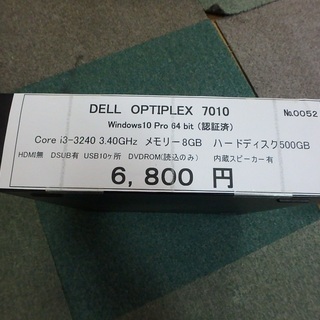 DELL OPTIPLEX 7010 №0052
Windows10 Pro 64 bit（認証済）
Core i3-3240 3.40GHz メモリー8GB ハードディスク500GB
HDMI無 DSUB有 USB10ヶ所 DVDROM(読込のみ) 内蔵スピーカー有
6,800 円